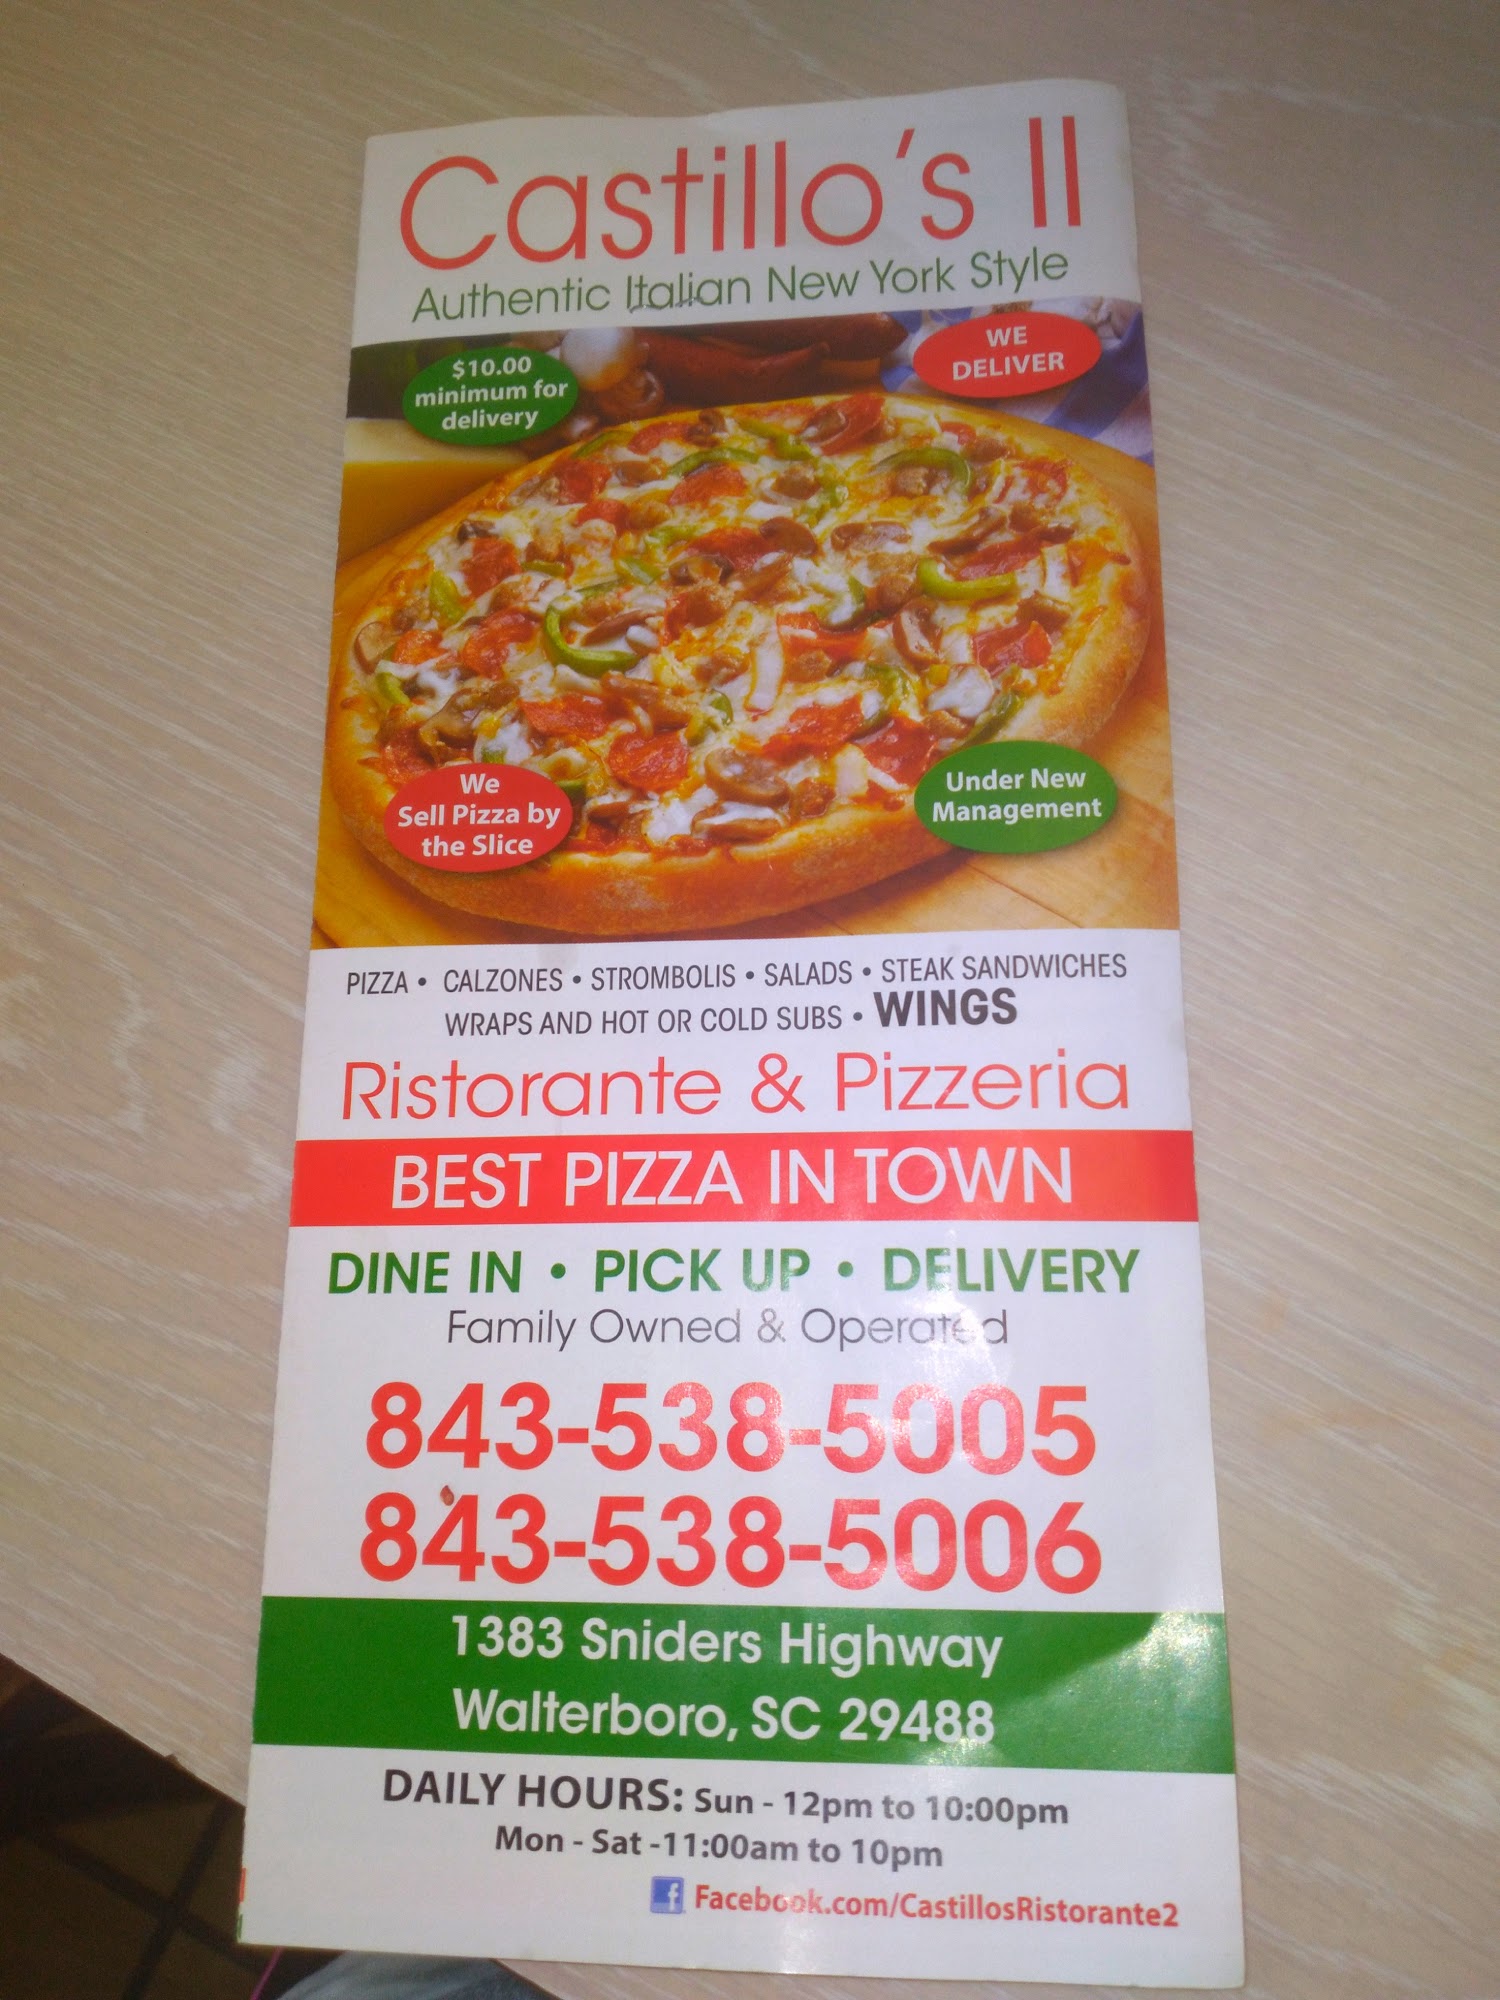 Castillo's II
Authentic Italian New York Style
$10.00
minimum for
delivery
WE
DELIVER
We
Sell Pizza by
the Slice
Under New
Management
PIZZA • CALZONES • STROMBOLIS • SALADS • STEAK SANDWICHES
WRAPS AND HOT OR COLD SUBS • WINGS
Ristorante & Pizzeria
BEST PIZZA IN TOWN
DINE IN • PICK UP • DELIVERY
Family Owned & Operated
843-538-5005
843-538-5006
1383 Sniders Highway
Walterboro, SC 29488
DAILY HOURS: Sun - 12pm to 10:00pm
Mon - Sat -11:00am to 10pm
f Facebook.com/CastillosRistorante2